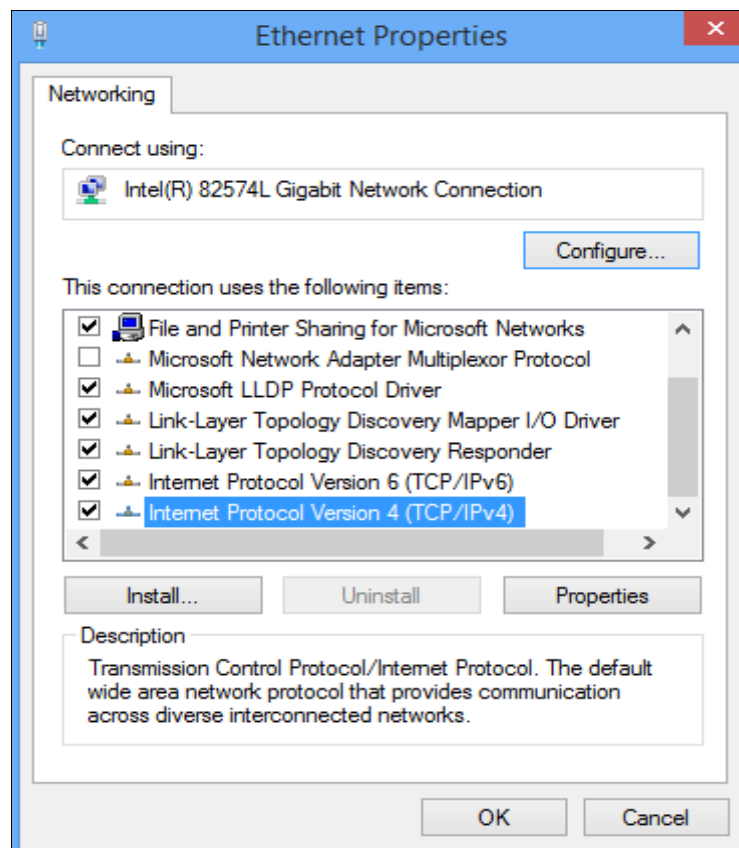 Ethernet Properties
Networking
Connect using:
Intel(R) 82574L Gigabit Network Connection
Configure...
This connection uses the following items:
File and Printer Sharing for Microsoft Networks
Microsoft Network Adapter Multiplexor Protocol
Microsoft LLDP Protocol Driver
Link-Layer Topology Discovery Mapper I/O Driver
Link-Layer Topology Discovery Responder
Internet Protocol Version 6 (TCP/IPv6)
Internet Protocol Version 4 (TCP/IPv4)
Install... Uninstall Properties
Description
Transmission Control Protocol/Internet Protocol. The default
wide area network protocol that provides communication
across diverse interconnected networks.
OK Cancel